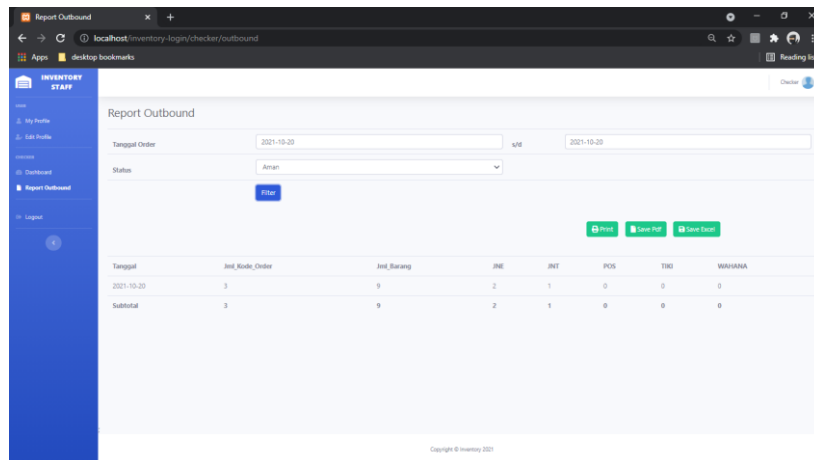 Report Outbound
localhost/inventory-login/checker/outbound
Apps desktop bookmarks Reading lis
INVENTORY
STAFF
Checker
My Profile
Edit Profile
Dashboard
Report Outbound
Logout
Report Outbound
Tanggal Order 2021-10-20 s/d 2021-10-20
Status Aman
Filter
Print Save Pdf Save Excel
Tanggal Jml_Kode_Order Jml_Barang JNE JNT POS TIKI WAHANA
2021-10-20 3 9 2 1 0 0 0
Subtotal 3 9 2 1 0 0 0
Copyright © Inventory 2021